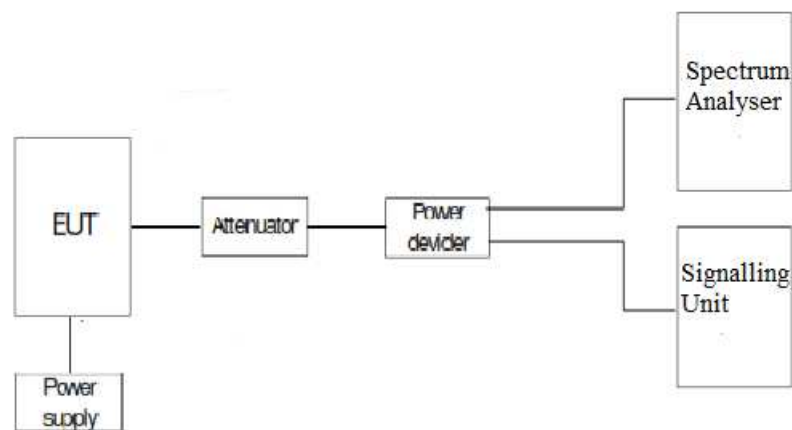 Spectrum
Analyser
EUT
Attenuator
Power
devider
Signalling
Unit
Power
supply